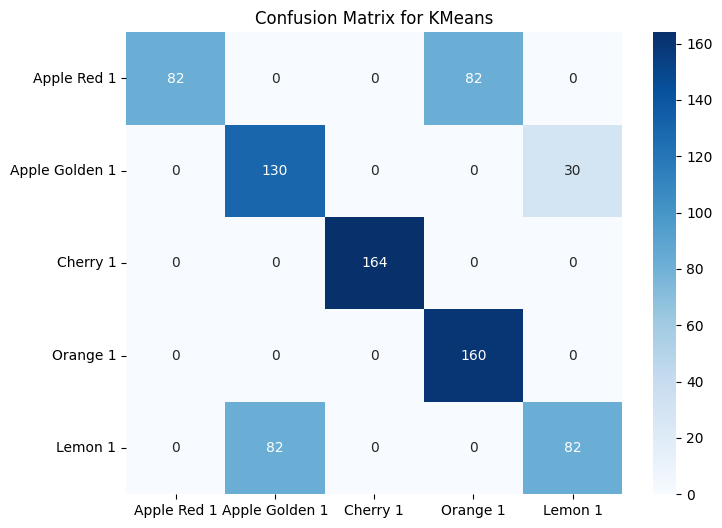 Confusion Matrix for KMeans
Apple Red 1 82 0 0 82 0
Apple Golden 1 0 130 0 0 30
Cherry 1 0 0 164 0 0
Orange 1 0 0 0 160 0
Lemon 1 0 82 0 0 82
Apple Red 1 Apple Golden 1 Cherry 1 Orange 1 Lemon 1
160
140
120
100
80
60
40
20
0